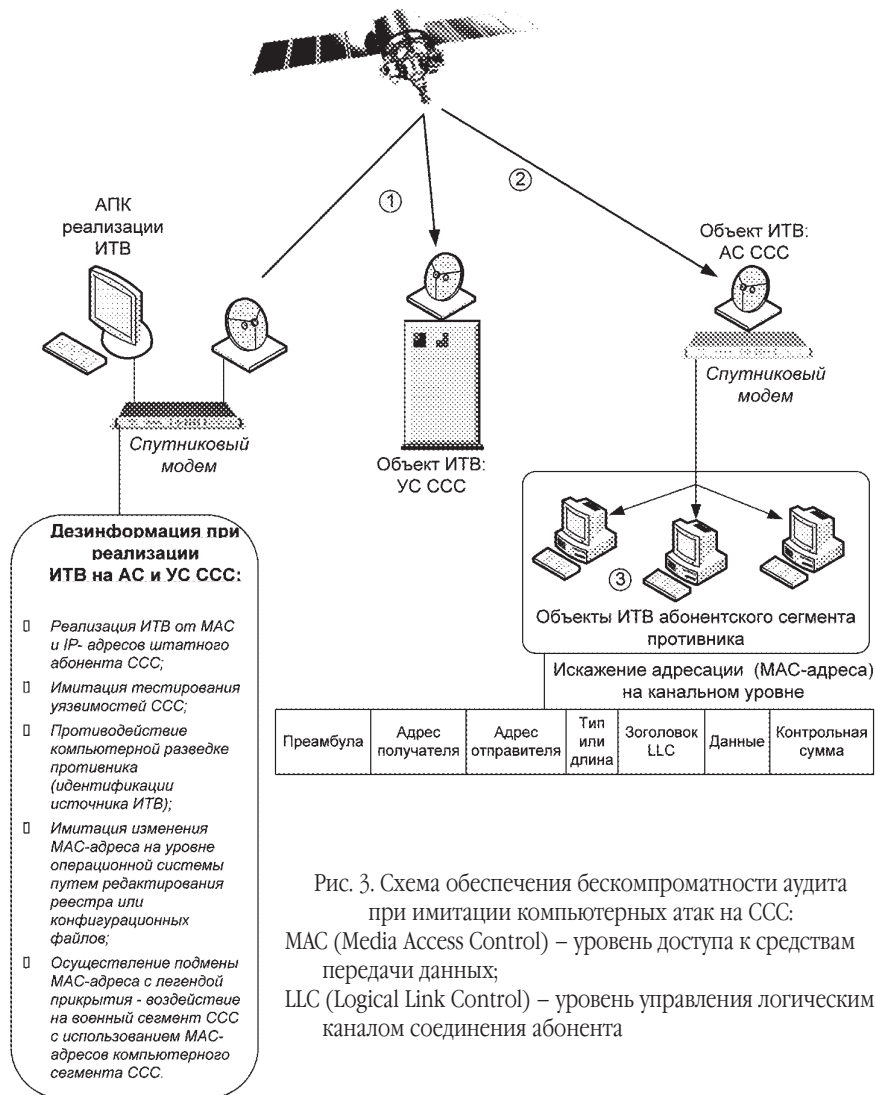 АПК
реализации
ИТВ
1
2
Объект ИТВ:
АС ССС
Спутниковый
модем
Спутниковый
модем
Объект ИТВ:
УС ССС
3
Объекты ИТВ абонентского сегмента
противника
Искажение адресации (МАС-адреса)
на канальном уровне
Преамбула
Адрес
получателя
Адрес
отправителя
Тип
или
длина
Зоголовок
LLC
Данные
Контрольная
сумма
Дезинформация при
реализации
ИТВ на АС и УС ССС:
Реализация ИТВ от МАС
и IP- адресов штатного
абонента ССС;
Имитация тестирования
уязвимостей ССС;
Противодействие
компьютерной разведке
противника
(идентификации
источника ИТВ);
Имитация изменения
МАС-адреса на уровне
операционной системы
путем редактирования
реестра или
конфигурационных
файлов;
Осуществление подмены
МАС-адреса с легендой
прикрытия - воздействие
на военный сегмент ССС
с использованием МАС-
адресов компьютерного
сегмента ССС.
Рис. 3. Схема обеспечения бескомпроматности аудита
при имитации компьютерных атак на ССС:
MAC (Media Access Control) – уровень доступа к средствам
передачи данных;
LLC (Logical Link Control) – уровень управления логическим
каналом соединения абонента